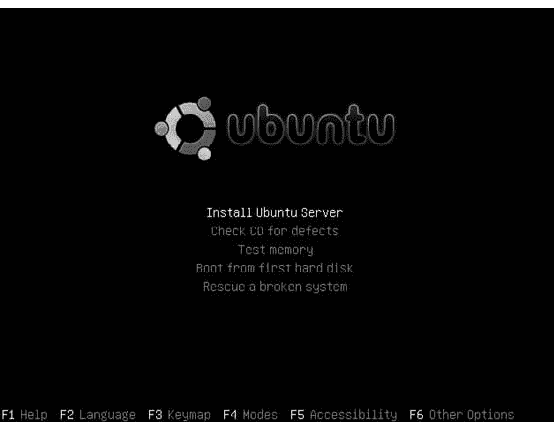 ubuntu
Install Ubuntu Server
Check CD for defects
Test memory
Boot from first hard disk
Rescue a broken system
F1 Help F2 Language F3 Keymap F4 Modes F5 Accessibility F6 Other Options